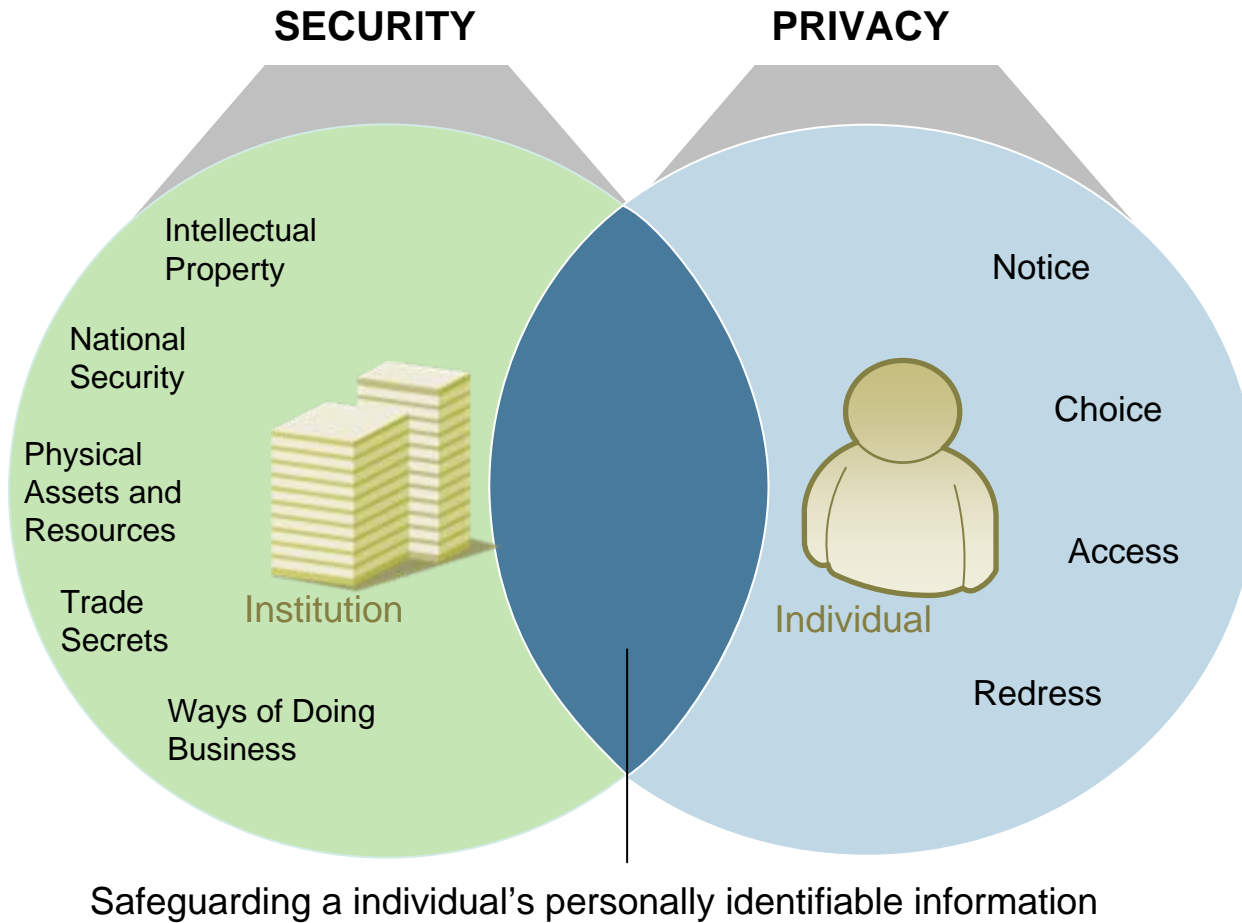 SECURITY
PRIVACY
Intellectual
Property
National
Security
Physical
Assets and
Resources
Trade
Secrets
Ways of Doing
Business
Institution
Notice
Choice
Access
Redress
Individual
Safeguarding a individual’s personally identifiable information